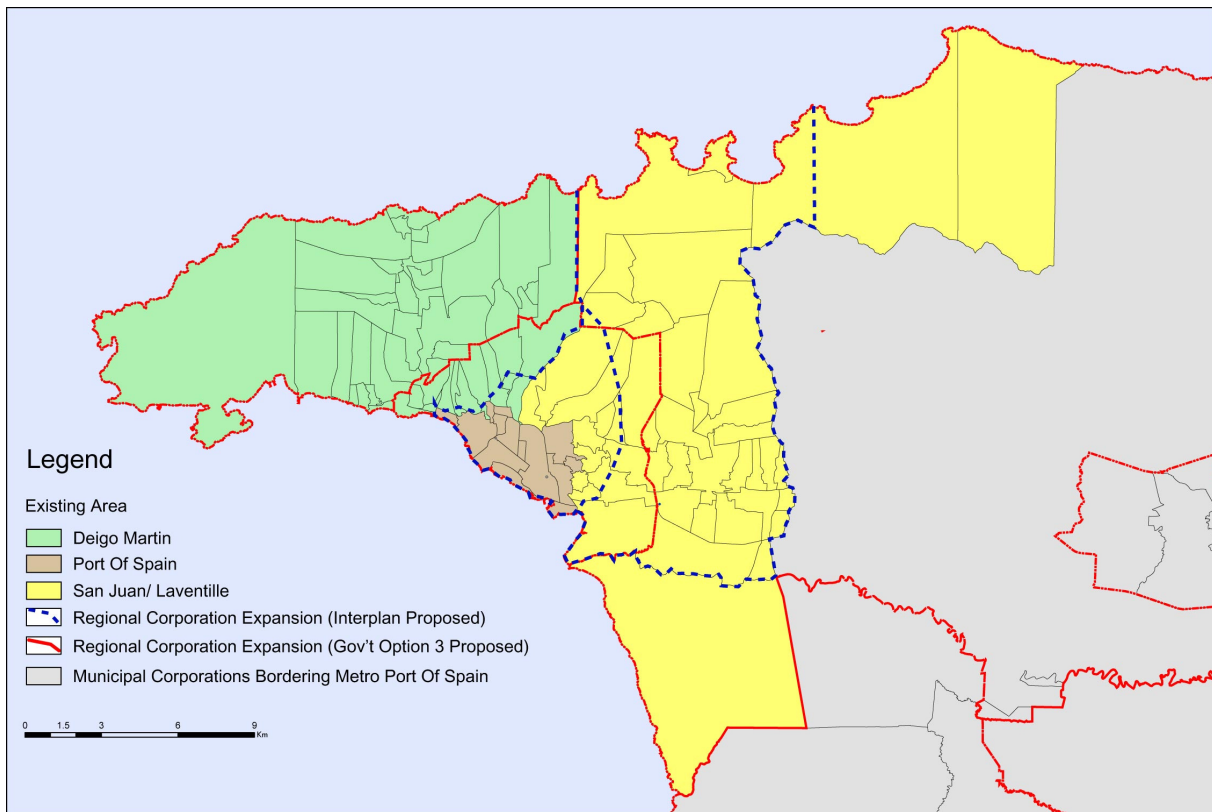 Legend
Existing Area
Deigo Martin
Port Of Spain
San Juan/ Laventille
Regional Corporation Expansion (Interplan Proposed)
Regional Corporation Expansion (Gov't Option 3 Proposed)
Municipal Corporations Bordering Metro Port Of Spain
0 1.5 3 6 9
Km